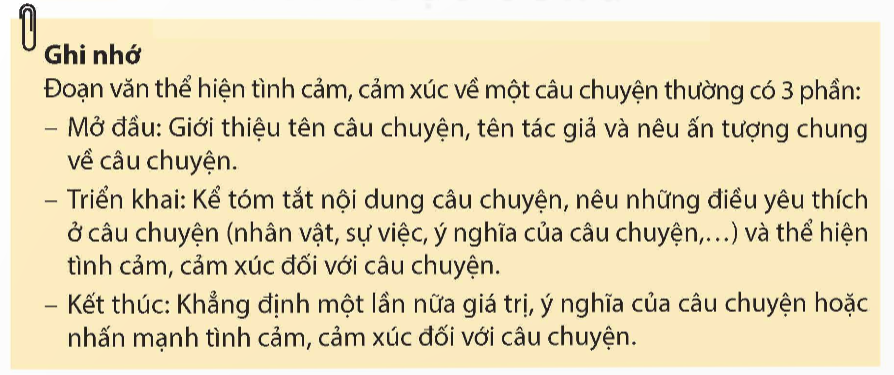 Ghi nhớ
Đoạn văn thể hiện tình cảm, cảm xúc về một câu chuyện thường có 3 phần:
– Mở đầu: Giới thiệu tên câu chuyện, tên tác giả và nêu ấn tượng chung
về câu chuyện.
– Triển khai: Kể tóm tắt nội dung câu chuyện, nêu những điều yêu thích
ở câu chuyện (nhân vật, sự việc, ý nghĩa của câu chuyện,...) và thể hiện
tình cảm, cảm xúc đối với câu chuyện.
– Kết thúc: Khẳng định một lần nữa giá trị, ý nghĩa của câu chuyện hoặc
nhấn mạnh tình cảm, cảm xúc đối với câu chuyện.